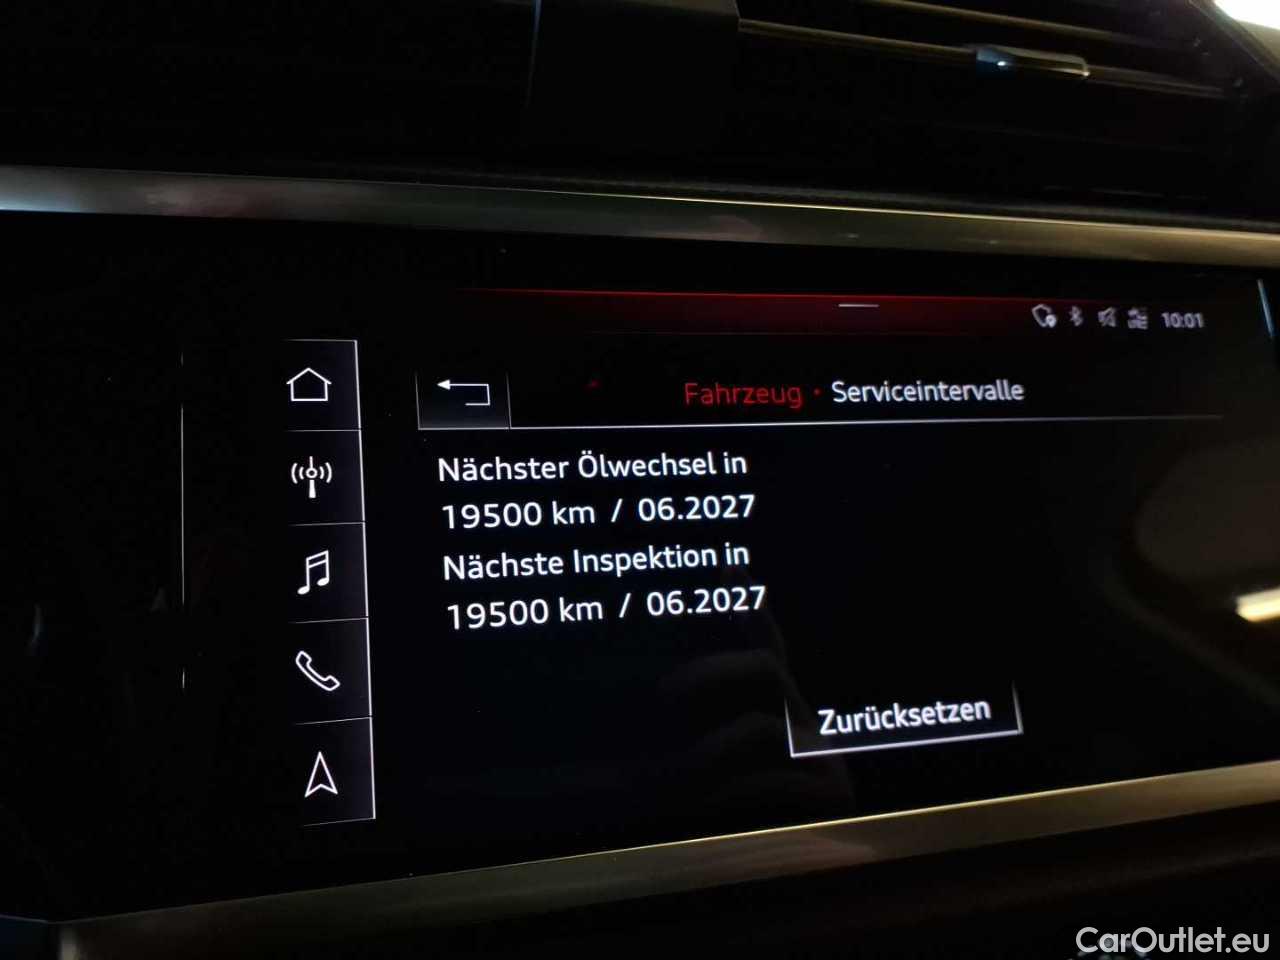 10:01
Fahrzeug · Serviceintervalle
Nächster Ölwechsel in
19500 km / 06.2027
Nächste Inspektion in
19500 km / 06.2027
Zurücksetzen
CarOutlet.eu